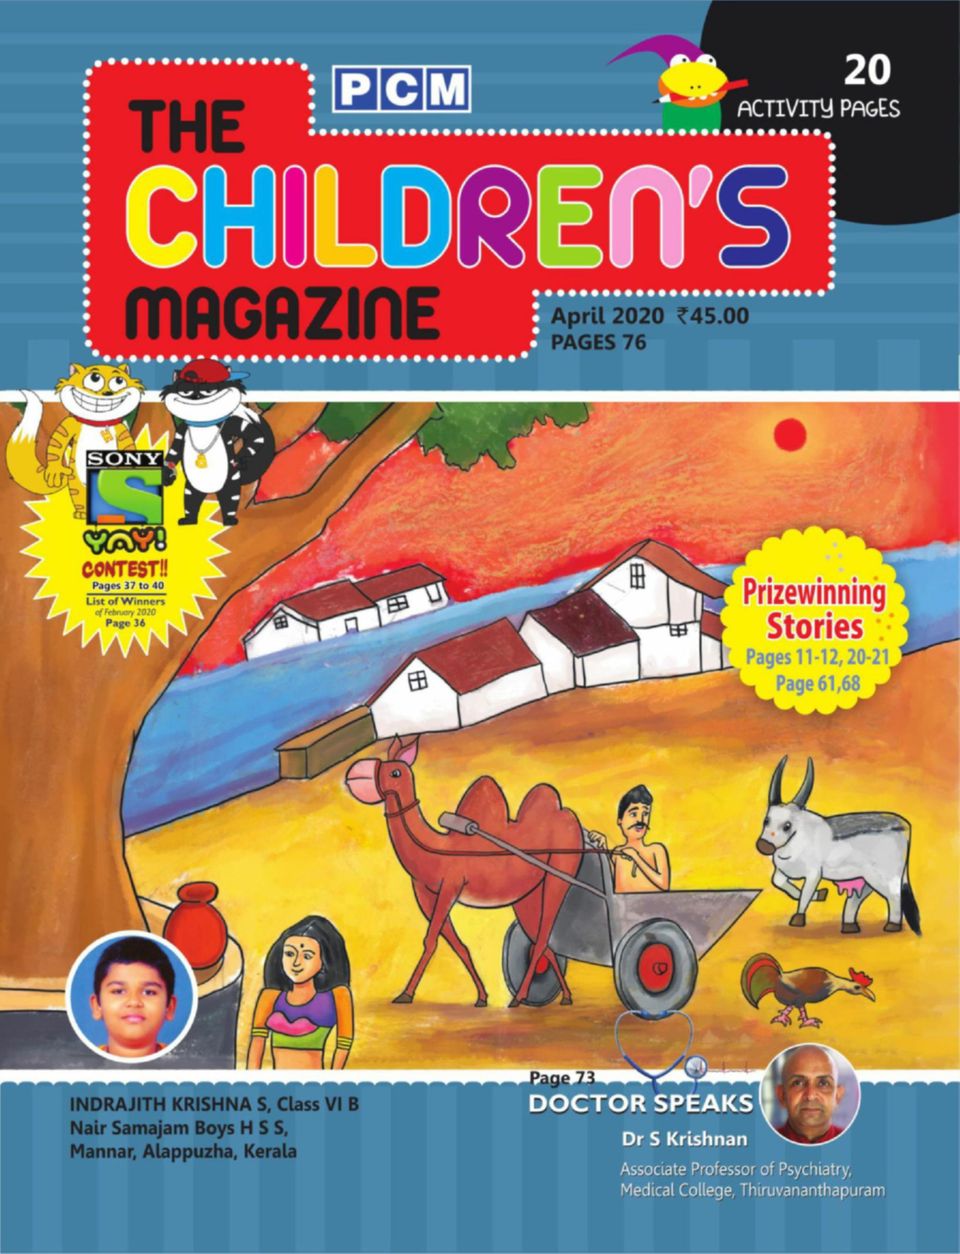 PCM
20
ACTIVITY PAGES
THE
CHILDREN'S
MAGAZINE
April 2020 ₹45.00
PAGES 76
SONY
S
YAY!
CONTEST!!
Pages 37 to 40
List of Winners
of February 2020
Page 36
Prizewinning
Stories
Pages 11-12, 20-21
Page 61,68
INDRAJITH KRISHNA S, Class VI B
Nair Samajam Boys H S S,
Mannar, Alappuzha, Kerala
Page 73
DOCTOR SPEAKS
Dr S Krishnan
Associate Professor of Psychiatry,
Medical College, Thiruvananthapuram